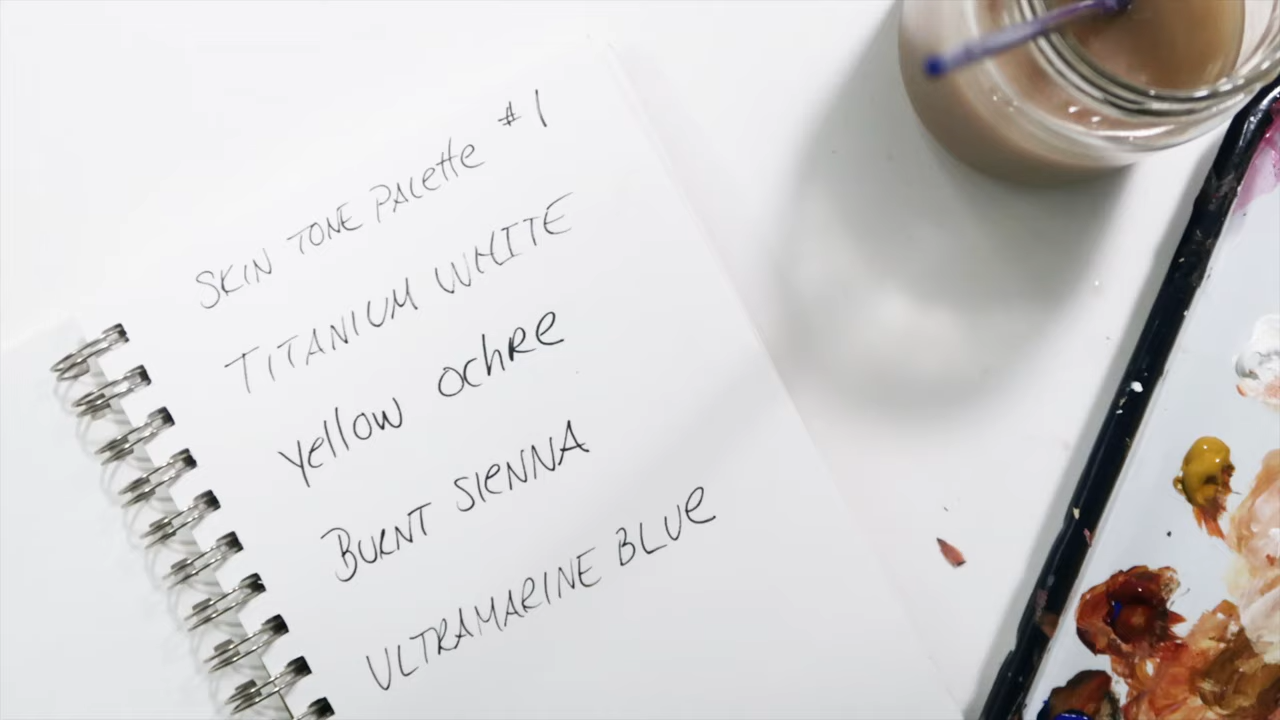 SKIN TONE PALette #1
TITANIUM WHITE
yellow ochre
BURNT SIENNA
ULTRAMARINE BLUE